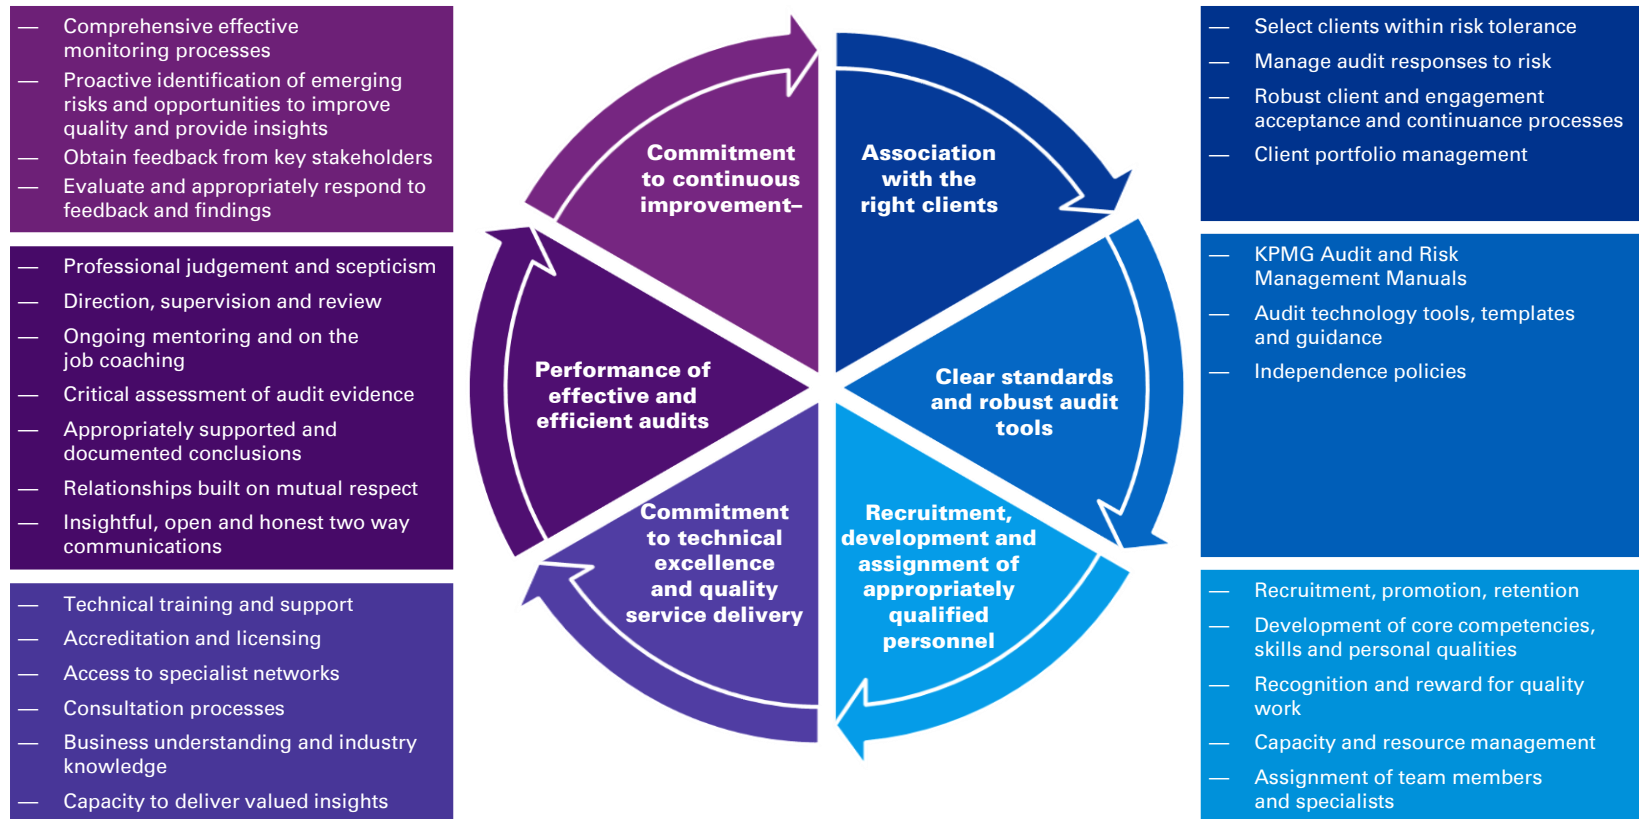 — Comprehensive effective
monitoring processes
— Proactive identification of emerging
risks and opportunities to improve
quality and provide insights
— Obtain feedback from key stakeholders
— Evaluate and appropriately respond to
feedback and findings
— Professional judgement and scepticism
— Direction, supervision and review
— Ongoing mentoring and on the
job coaching
— Critical assessment of audit evidence
— Appropriately supported and
documented conclusions
— Relationships built on mutual respect
— Insightful, open and honest two way
communications
— Technical training and support
— Accreditation and licensing
— Access to specialist networks
— Consultation processes
— Business understanding and industry
knowledge
— Capacity to deliver valued insights
Commitment
to continuous
improvement–
Association
with the
right clients
Performance of
effective and
efficient audits
Clear standards
and robust audit
tools
Commitment
to technical
excellence
and quality
service delivery
Recruitment,
development and
assignment of
appropriately
qualified
personnel
— Select clients within risk tolerance
— Manage audit responses to risk
— Robust client and engagement
acceptance and continuance processes
— Client portfolio management
— KPMG Audit and Risk
Management Manuals
— Audit technology tools, templates
and guidance
— Independence policies
— Recruitment, promotion, retention
— Development of core competencies,
skills and personal qualities
— Recognition and reward for quality
work
— Capacity and resource management
— Assignment of team members
and specialists